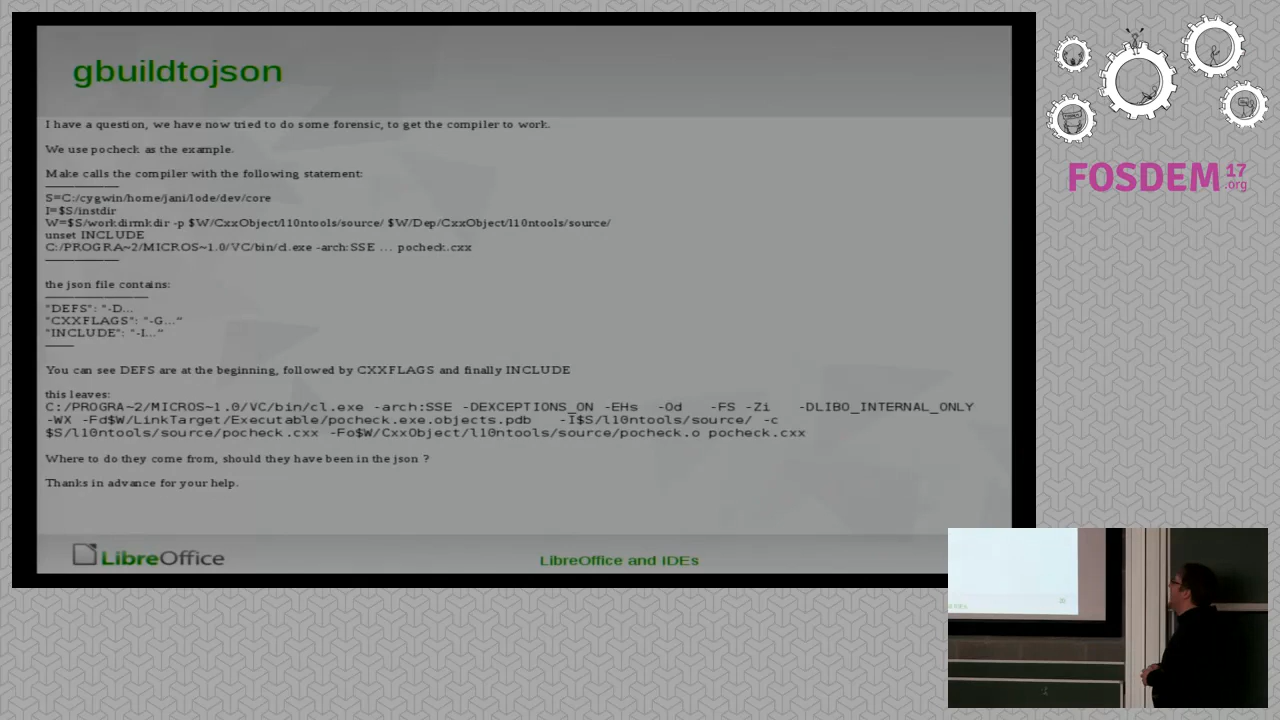 gbuildtojson
I have a question, we have now tried to do some forensic, to get the compiler to work.
We use pocheck as the example.
Make calls the compiler with the following statement:
S=C:/cygwin/home/jani/lode/dev/core
I=$S/instdir
W=$S/workdirmkdir -p $W/CxxObject/l10ntools/source/ $W/Dep/CxxObject/l10ntools/source/
unset INCLUDE
C:/PROGRA~2/MICROS~1.0/VC/bin/cl.exe -arch:SSE ... pocheck.cxx
the json file contains:
"DEFS": "-D...
"CXXFLAGS": "-G..."
"INCLUDE": "-I..."
You can see DEFS are at the beginning, followed by CXXFLAGS and finally INCLUDE
this leaves:
C:/PROGRA~2/MICROS~1.0/VC/bin/cl.exe -arch:SSE -DEXCEPTIONS_ON -EHs -Od -FS -Zi -DLIBO_INTERNAL_ONLY
-WX -Fd$W/LinkTarget/Executable/pocheck.exe.objects.pdb -I$S/l10ntools/source/ -c
$S/l10ntools/source/pocheck.cxx -Fo$W/CxxObject/l10ntools/source/pocheck.o pocheck.cxx
Where to do they come from, should they have been in the json ?
Thanks in advance for your help.
LibreOffice
LibreOffice and IDEs
FOSDEM 17
.org